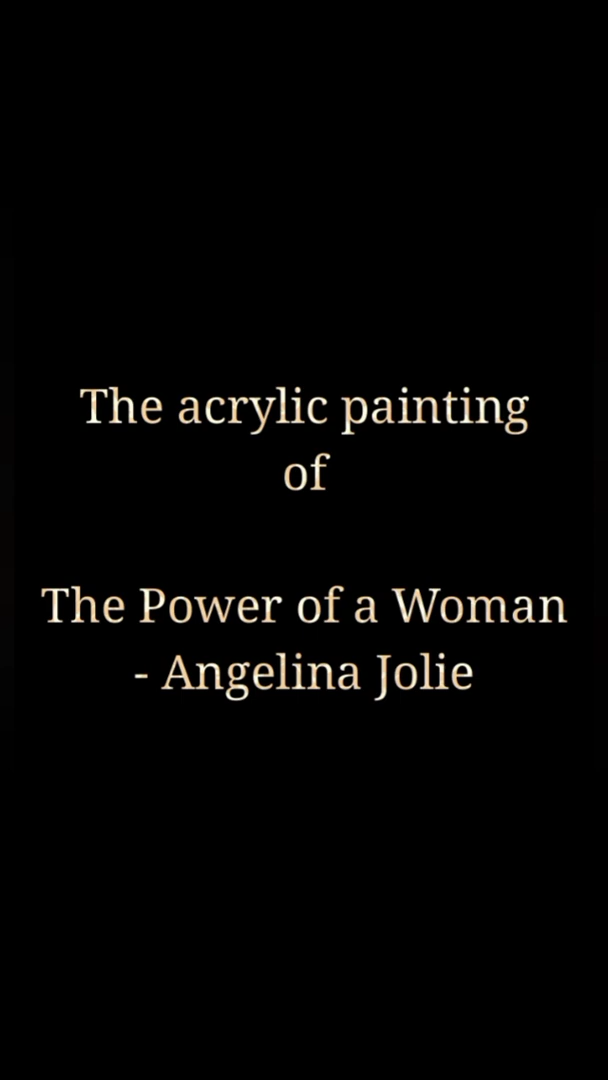 The acrylic painting
of
The Power of a Woman
- Angelina Jolie